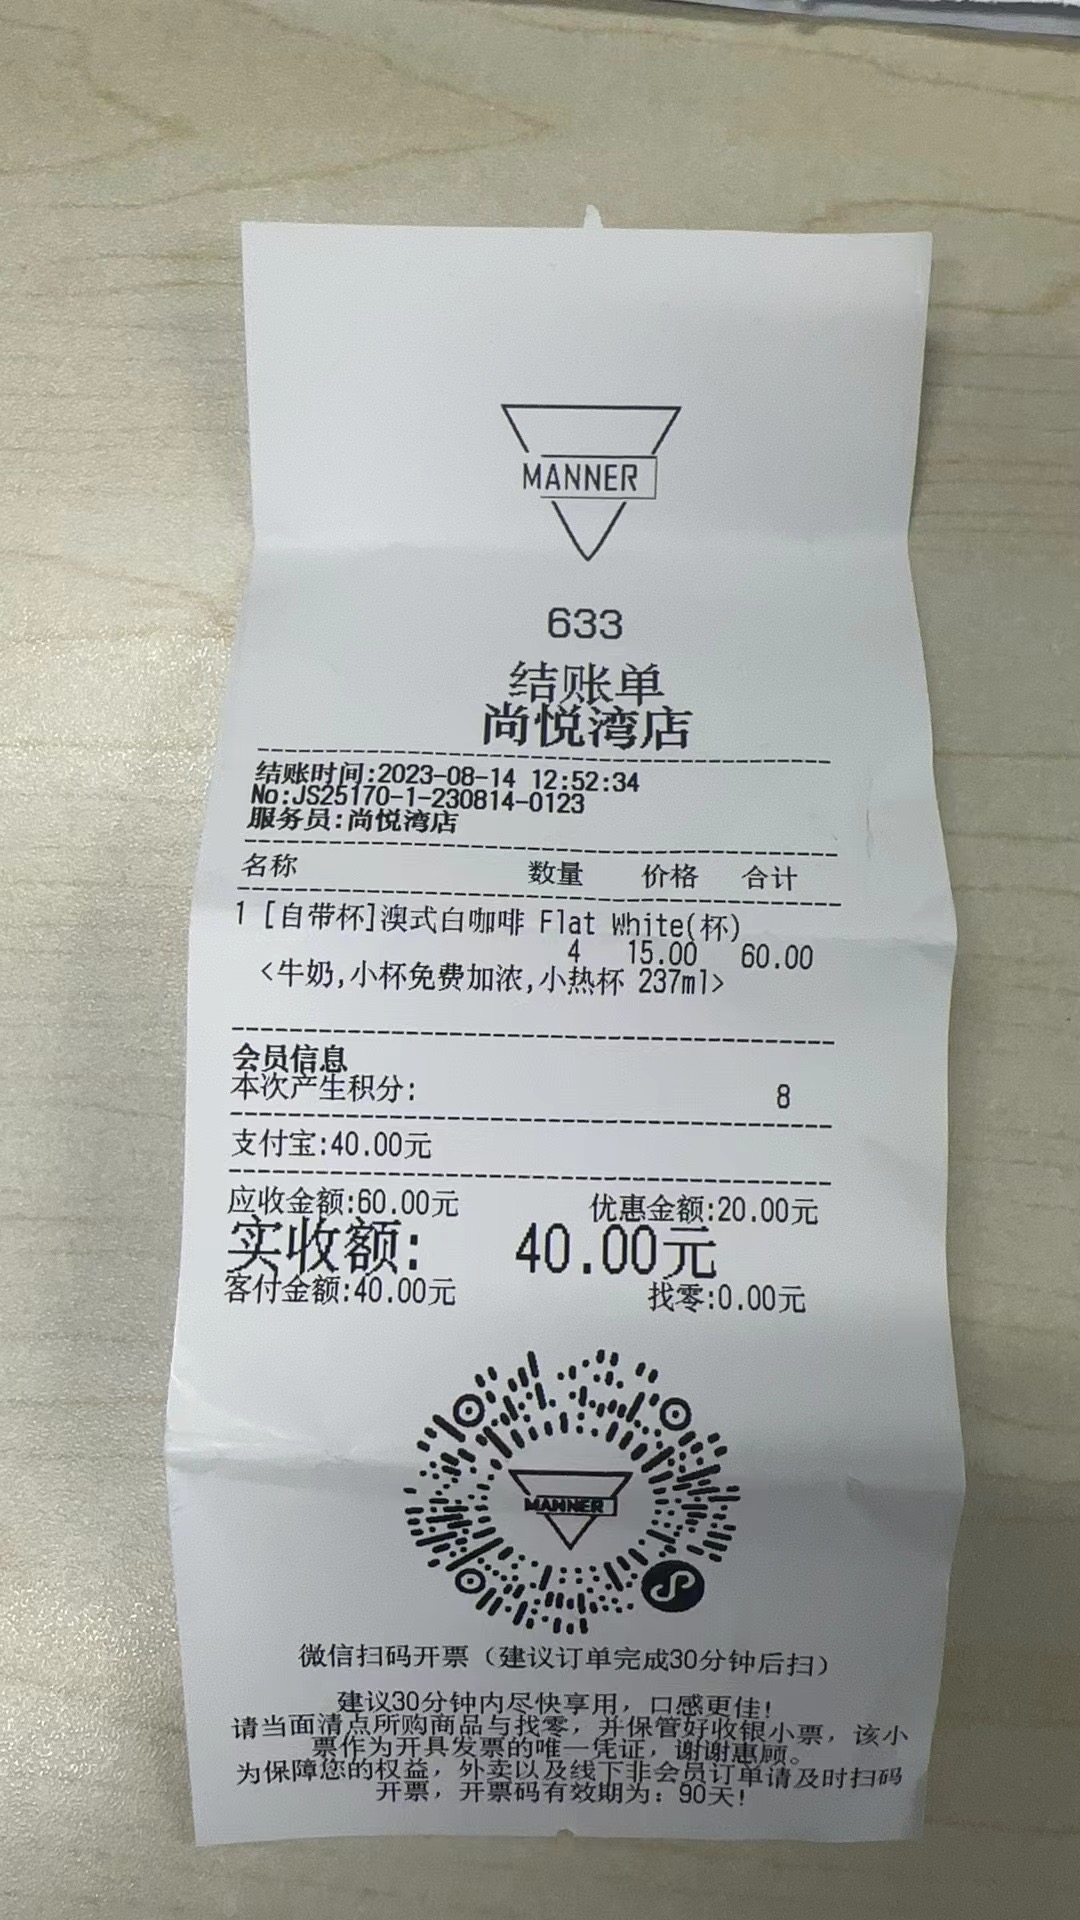 MANNER
633
结账单
尚悦湾店
结账时间:2023-08-14 12:52:34
No:JS25170-1-230814-0123
服务员:尚悦湾店
名称 数量 价格 合计
1 [自带杯]澳式白咖啡 Flat White(杯)
4 15.00 60.00
<牛奶,小杯免费加浓,小热杯 237ml>
会员信息
本次产生积分: 8
支付宝:40.00元
应收金额:60.00元 优惠金额:20.00元
实收额: 40.00元
客付金额:40.00元 找零:0.00元
MANNER
微信扫码开票（建议订单完成30分钟后扫）
建议30分钟内尽快享用，口感更佳!
请当面清点所购商品与找零，并保管好收银小票，该小
票作为开具发票的唯一凭证，谢谢惠顾。
为保障您的权益，外卖以及线下非会员订单请及时扫码
开票，开票码有效期为：90天!